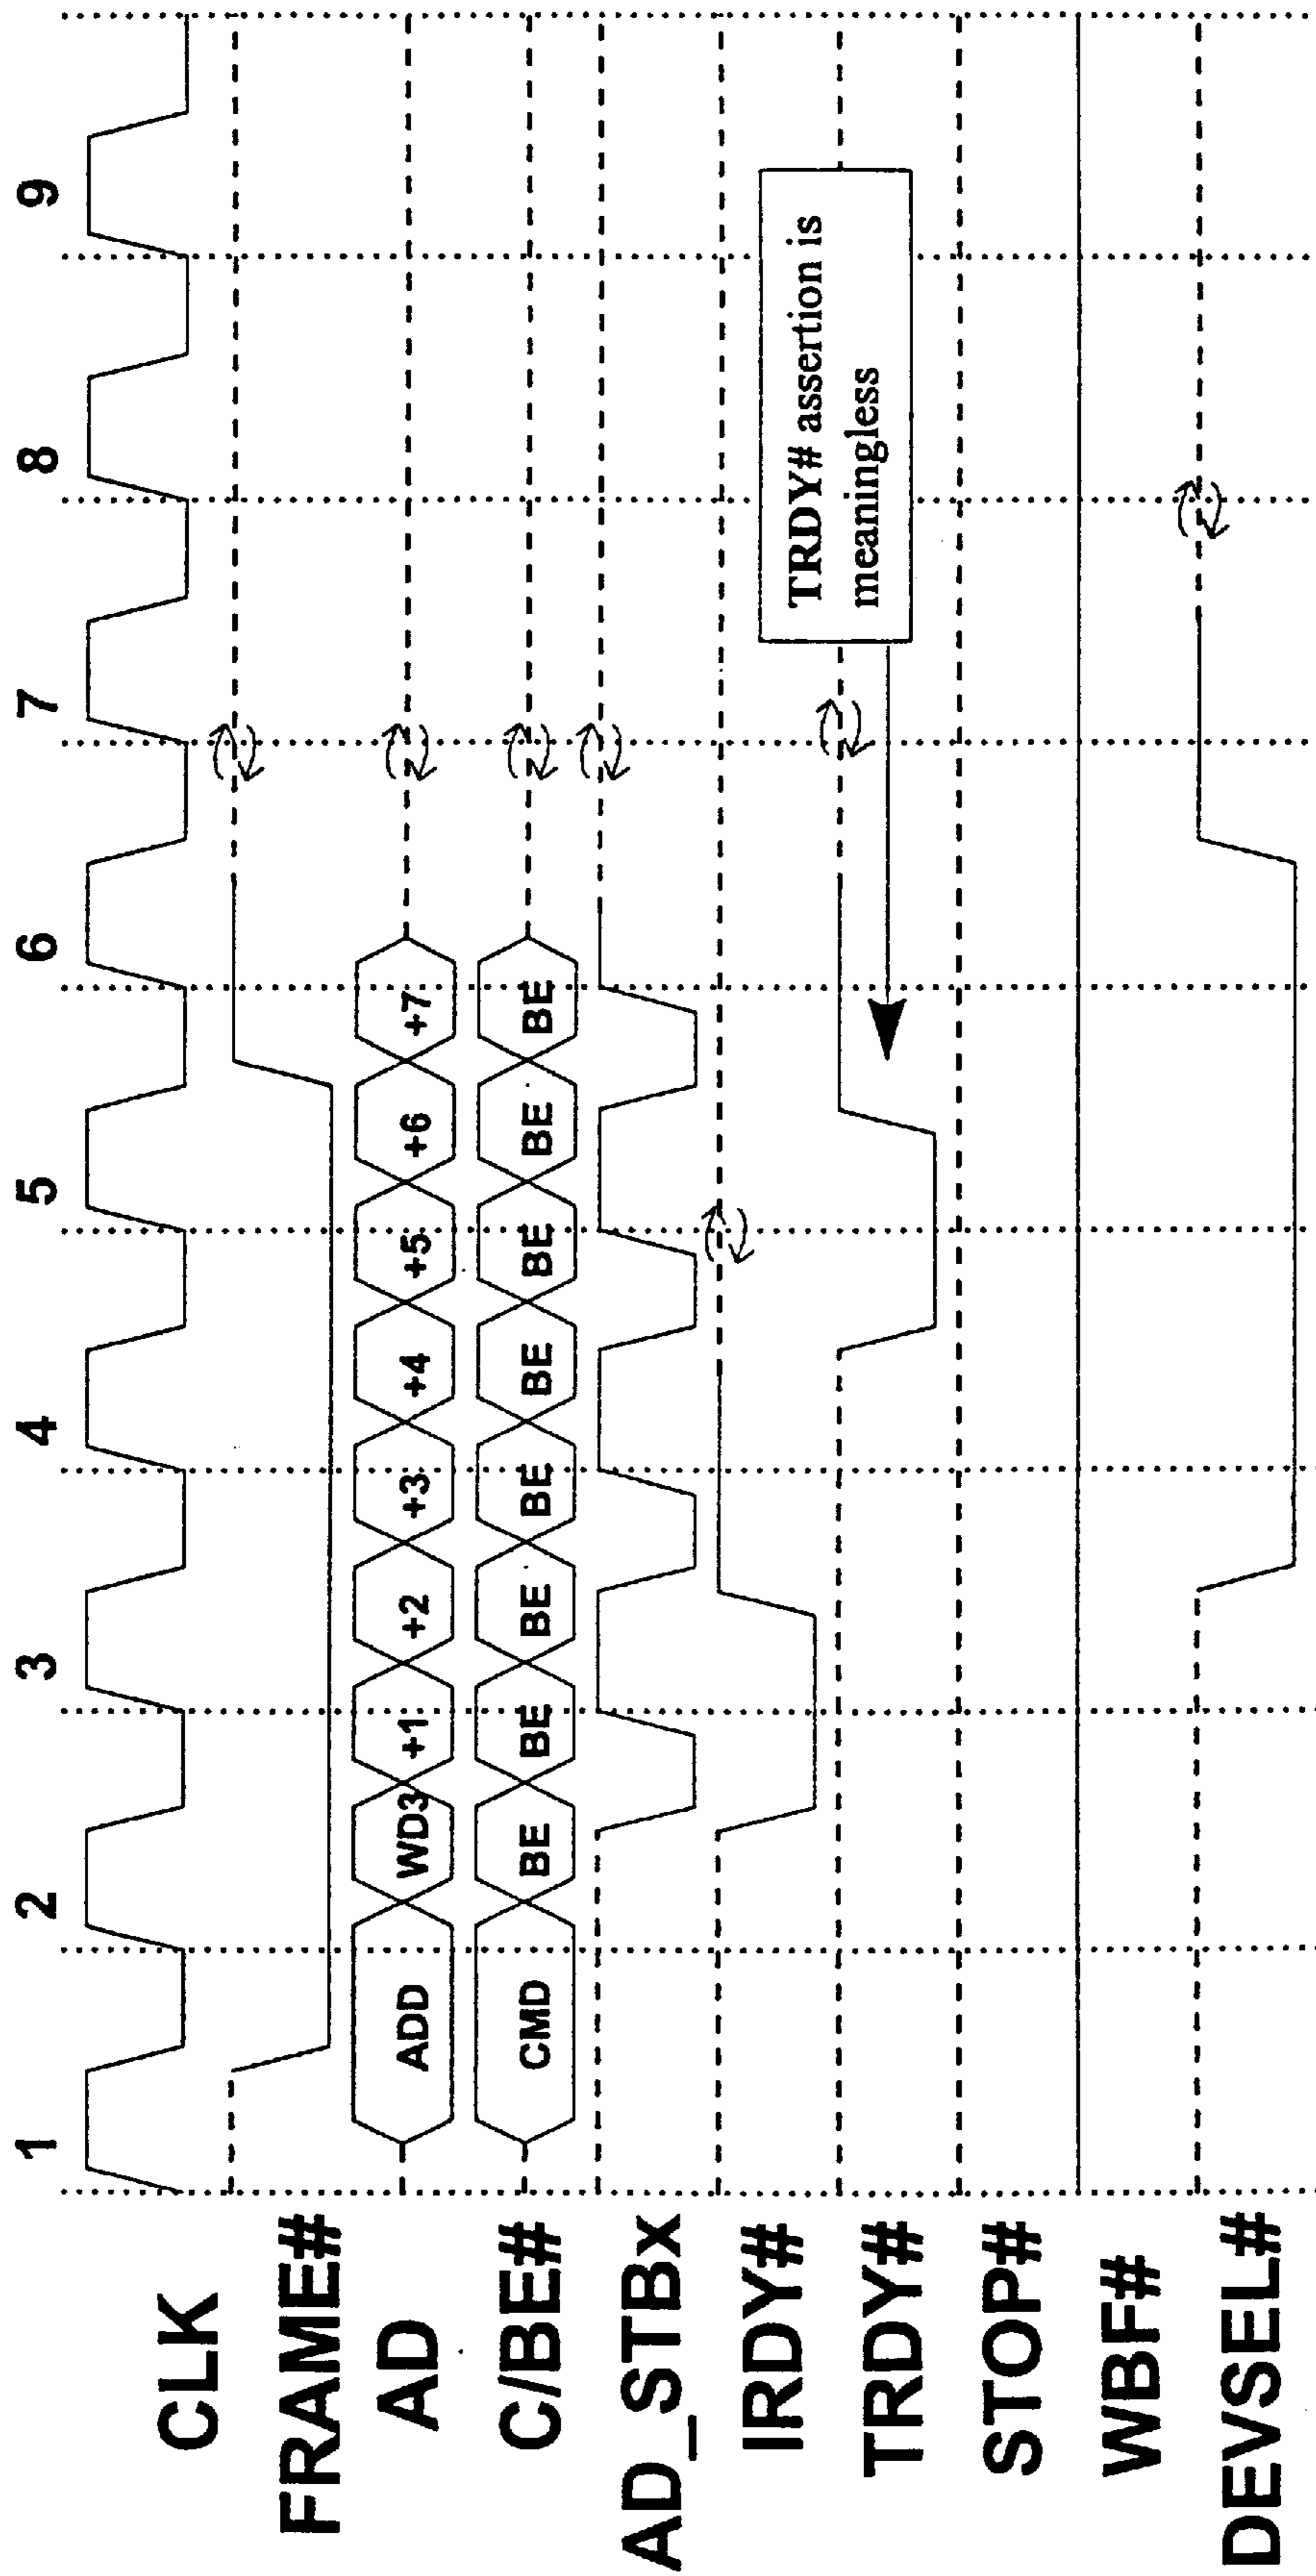 1 2 3 4 5 6 7 8 9
CLK
FRAME#
AD ADD WD3 +1 +2 +3 +4 +5 +6 +7
C/BE# CMD BE BE BE BE BE BE BE BE
AD_STBx
IRDY#
TRDY# TRDY# assertion is
meaningless
STOP#
WBF#
DEVSEL#